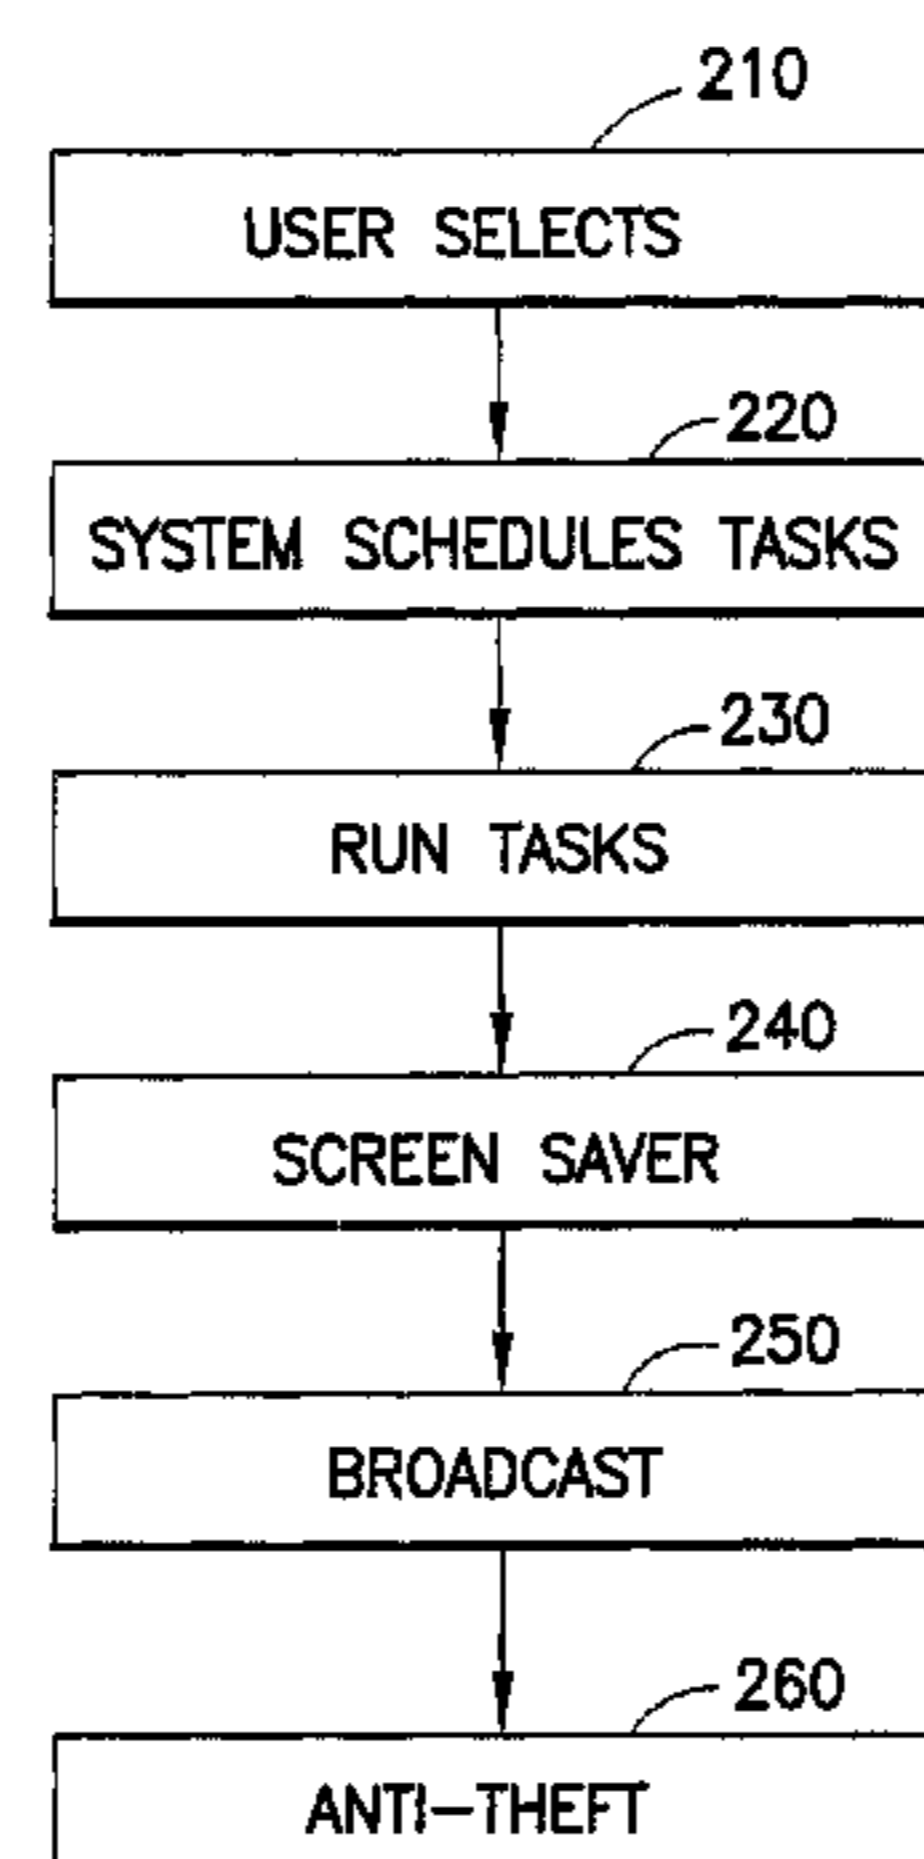 210
USER SELECTS
220
SYSTEM SCHEDULES TASKS
230
RUN TASKS
240
SCREEN SAVER
250
BROADCAST
260
ANTI-THEFT